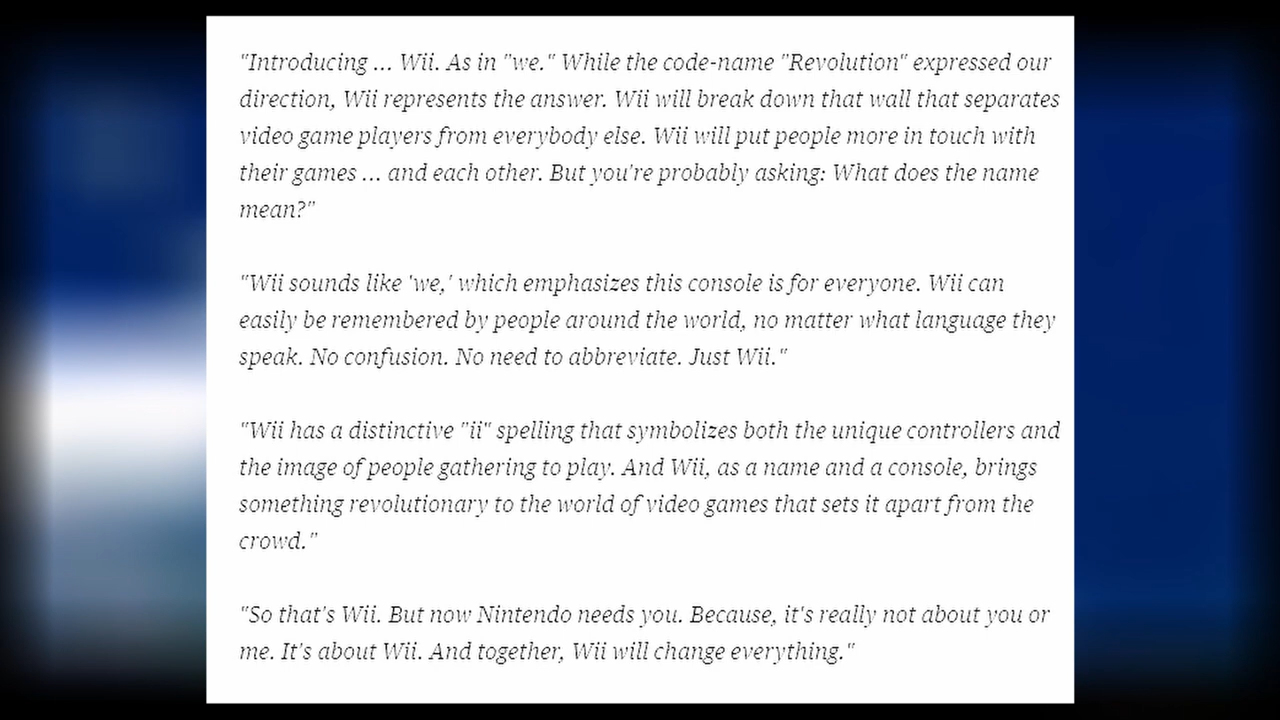 "Introducing ... Wii. As in "we." While the code-name "Revolution" expressed our
direction, Wii represents the answer. Wii will break down that wall that separates
video game players from everybody else. Wii will put people more in touch with
their games ... and each other. But you're probably asking: What does the name
mean?"
"Wii sounds like 'we,' which emphasizes this console is for everyone. Wii can
easily be remembered by people around the world, no matter what language they
speak. No confusion. No need to abbreviate. Just Wii."
"Wii has a distinctive "ii" spelling that symbolizes both the unique controllers and
the image of people gathering to play. And Wii, as a name and a console, brings
something revolutionary to the world of video games that sets it apart from the
crowd."
"So that's Wii. But now Nintendo needs you. Because, it's really not about you or
me. It's about Wii. And together, Wii will change everything."